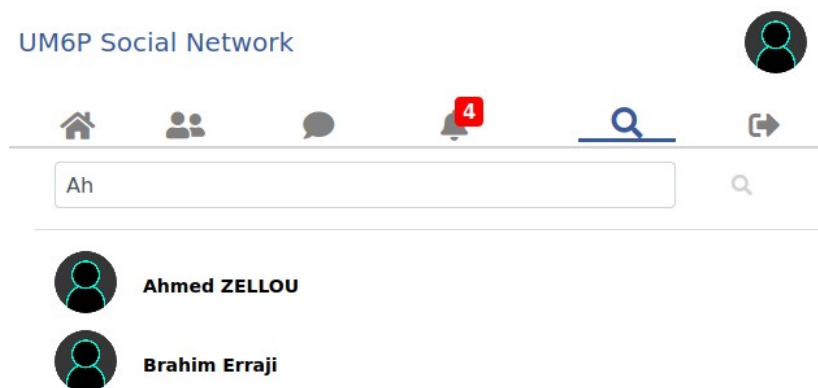 UM6P Social Network
4
Ah
Ahmed ZELLOU
Brahim Erraji